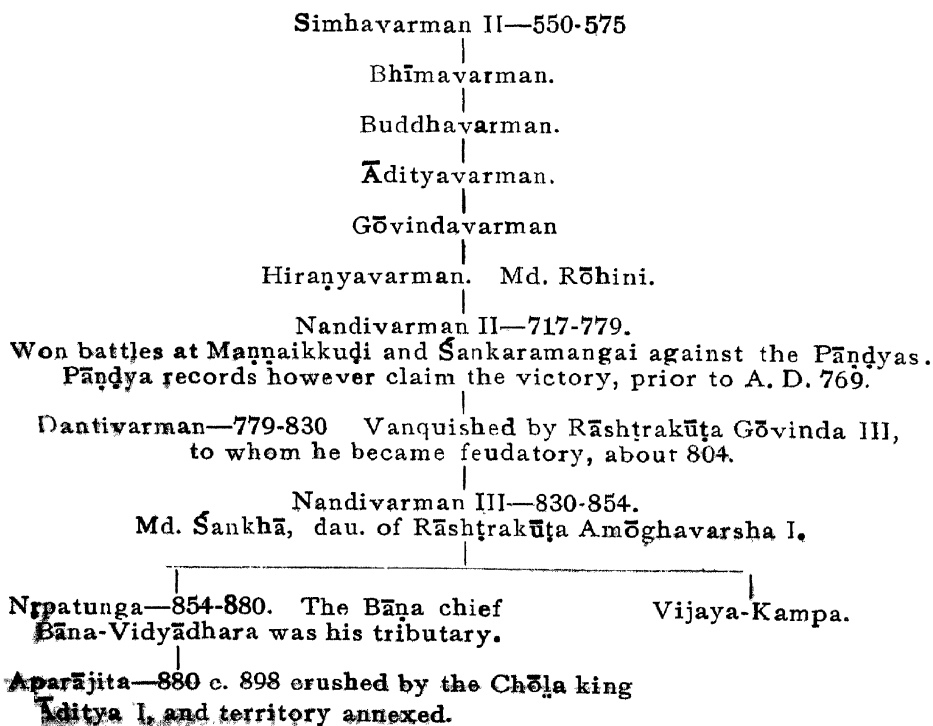 Simhavarman II—550-575
Bhīmavarman.
Buddhavarman.
Ādityavarman.
Gōvindavarman
Hiraṇyavarman. Md. Rōhini.
Nandivarman II—717-779.
Won battles at Maṇṇaikkuḍi and Śankaramangai against the Pāṇḍyas.
Pāṇḍya records however claim the victory, prior to A. D. 769.
Dantivarman—779-830 Vanquished by Rāshṭrakūṭa Gōvinda III,
to whom he became feudatory, about 804.
Nandivarman III—830-854.
Md. Śankhā, dau. of Rāshṭrakūṭa Amōghavarsha I.
Nṛpatunga—854-880. The Bāṇa chief
Bāna-Vidyādhara was his tributary.
Vijaya-Kampa.
Aparājita—880 c. 898 crushed by the Chōḷa king
Āditya I, and territory annexed.